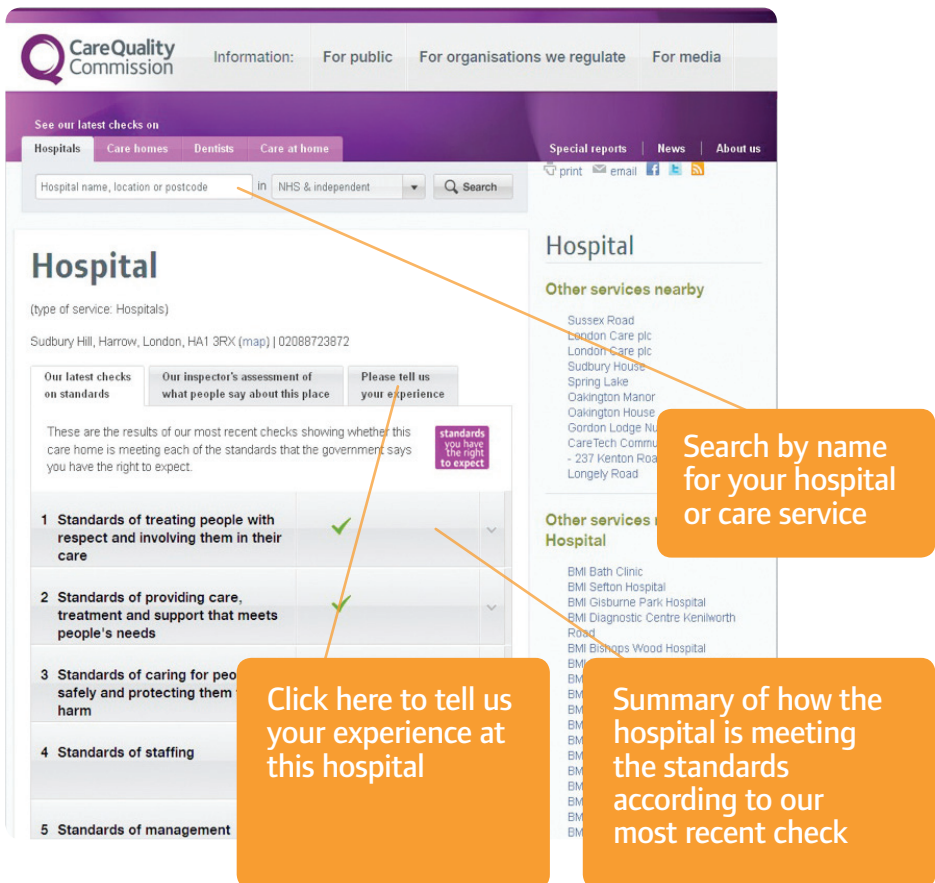 CareQuality
Commission
Information:
For public
For organisations we regulate
For media
See our latest checks on
Hospitals
Care homes
Dentists
Care at home
Special reports
News
About us
Hospital name, location or postcode
in
NHS & independent
Search
print
email
Hospital
(type of service: Hospitals)
Sudbury Hill, Harrow, London, HA1 3RX (map) | 02088723872
Our latest checks
on standards
Our inspector's assessment of
what people say about this place
Please tell us
your experience
These are the results of our most recent checks showing whether this
care home is meeting each of the standards that the government says
you have the right to expect.
standards
you have
the right
to expect
1 Standards of treating people with
respect and involving them in their
care
2 Standards of providing care,
treatment and support that meets
people's needs
3 Standards of caring for
safely and protecting them
harm
4 Standards of staffing
5 Standards of management
Hospital
Other services nearby
Sussex Road
London Care plc
London Care plc
Sudbury House
Spring Lake
Oakington Manor
Oakington House
Gordon Lodge
CareTech
- 237 Kenton
Longely Road
Other services
Hospital
BMI Bath Clinic
BMI Sefton Hospital
BMI Gisburne Park Hospital
BMI Diagnostic Centre Kenilworth
Road
BMI Bishops Wood Hospital
Search by name
for your hospital
or care service
Click here to tell us
your experience at
this hospital
Summary of how the
hospital is meeting
the standards
according to our
most recent check